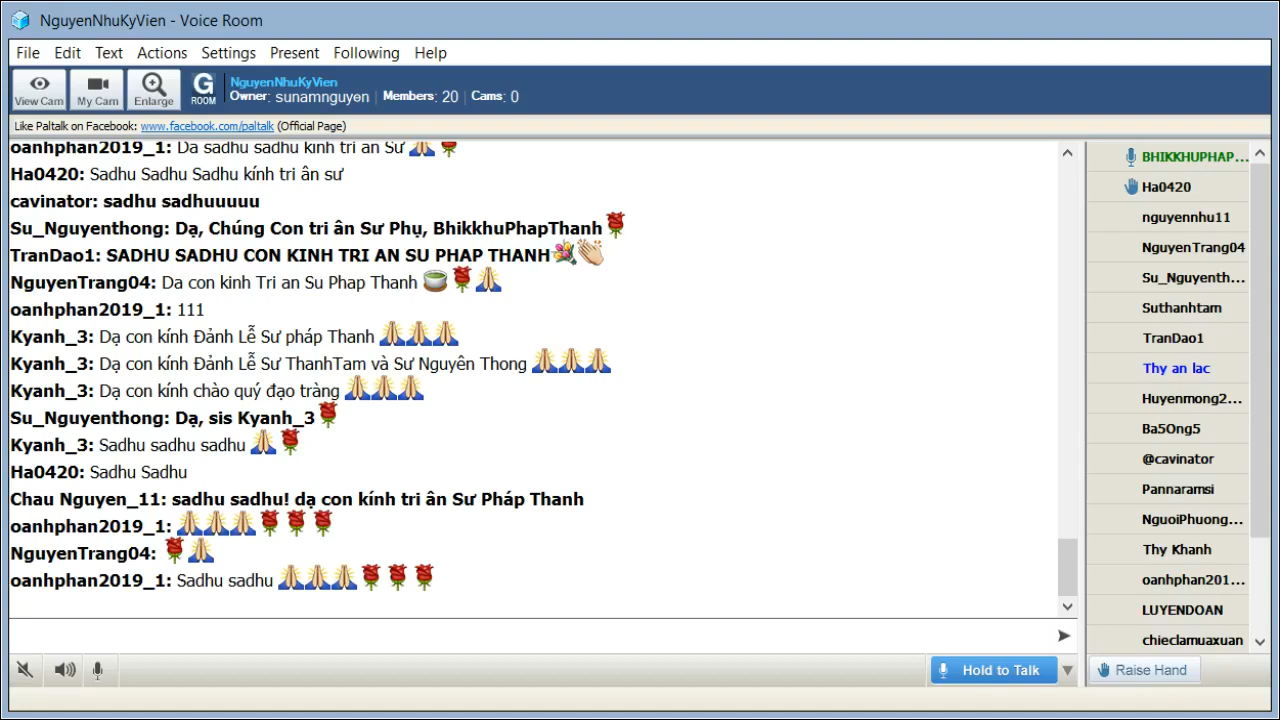 NguyenNhuKyVien - Voice Room
File Edit Text Actions Settings Present Following Help
View Cam
My Cam
Enlarge
G ROOM
NguyenNhuKyVien
Owner: sunamnguyen | Members: 20 | Cams: 0
Like Paltalk on Facebook: www.facebook.com/paltalk (Official Page)
oanhphan2019_1: Da sadhu sadhu kinh tri an Sư
Ha0420: Sadhu Sadhu Sadhu kính tri ân sư
cavinator: sadhu sadhuuuuu
Su_Nguyenthong: Dạ, Chúng Con tri ân Sư Phụ, BhikkhuPhapThanh
TranDao1: SADHU SADHU CON KINH TRI AN SU PHAP THANH
NguyenTrang04: Da con kinh Tri an Su Phap Thanh
oanhphan2019_1: 111
Kyanh_3: Dạ con kính Đảnh Lễ Sư pháp Thanh
Kyanh_3: Dạ con kính Đảnh Lễ Sư ThanhTam và Sư Nguyên Thong
Kyanh_3: Dạ con kính chào quý đạo tràng
Su_Nguyenthong: Dạ, sis Kyanh_3
Kyanh_3: Sadhu sadhu sadhu
Ha0420: Sadhu Sadhu
Chau Nguyen_11: sadhu sadhu! dạ con kính tri ân Sư Pháp Thanh
oanhphan2019_1:
NguyenTrang04:
oanhphan2019_1: Sadhu sadhu
BHIKKHUPHAP...
Ha0420
nguyennhu11
NguyenTrang04
Su_Nguyenth...
Suthanhtam
TranDao1
Thy an lac
Huyenmong2...
Ba5Ong5
@cavinator
Pannaramsi
NguoiPhuong...
Thy Khanh
oanhphan201...
LUYENDOAN
chieclamuaxuan
Hold to Talk
Raise Hand